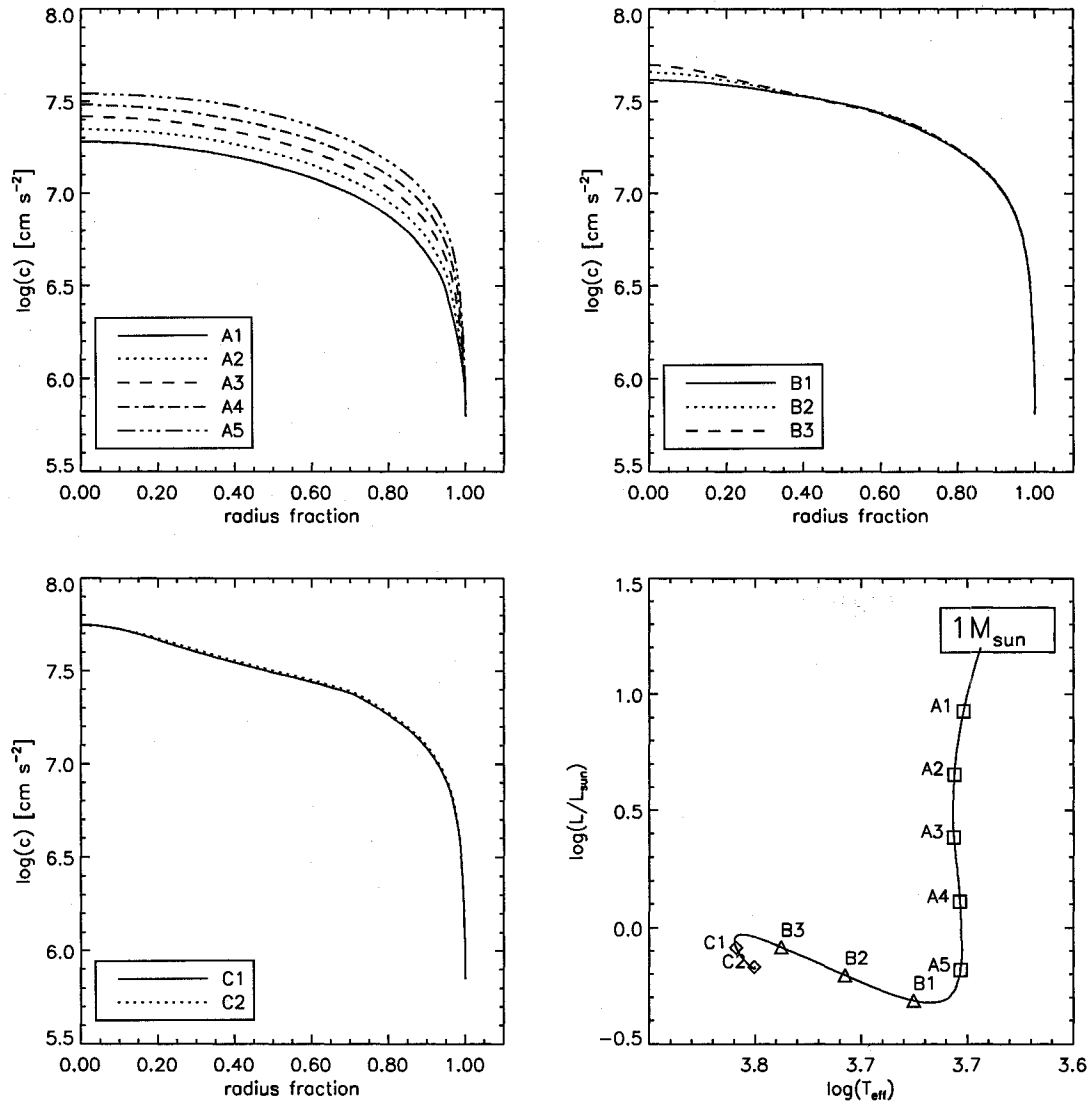 8.0
7.5
7.0
6.5
6.0
5.5
log(c) [cm s⁻²]
A1
A2
A3
A4
A5
0.00 0.20 0.40 0.60 0.80 1.00
radius fraction
8.0
7.5
7.0
6.5
6.0
5.5
log(c) [cm s⁻²]
B1
B2
B3
0.00 0.20 0.40 0.60 0.80 1.00
radius fraction
8.0
7.5
7.0
6.5
6.0
5.5
log(c) [cm s⁻²]
C1
C2
0.00 0.20 0.40 0.60 0.80 1.00
radius fraction
1.5
1.0
0.5
0.0
−0.5
log(L/L_sun)
1M_sun
A1
A2
A3
A4
A5
B3
B2
B1
C1
C2
3.8 3.7 3.7 3.6
log(T_eff)